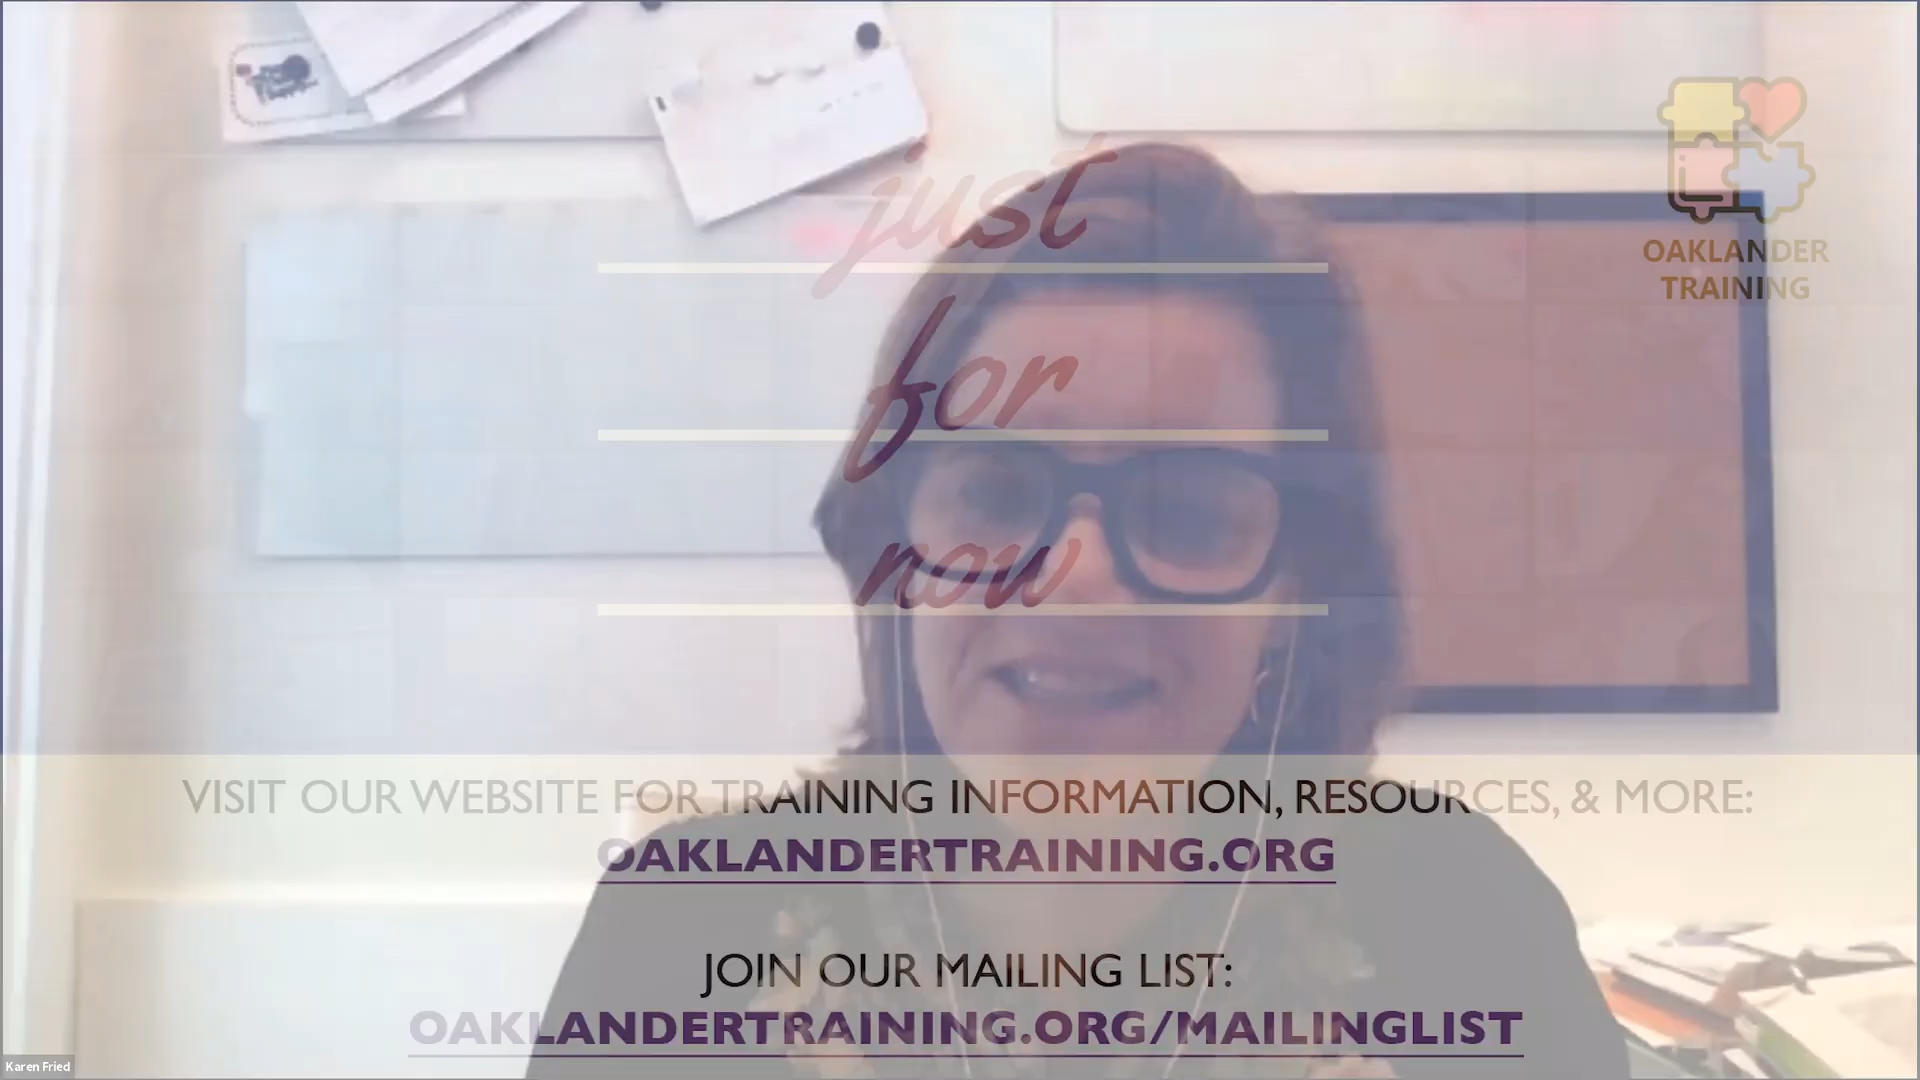 just
for
now
OAKLANDER
TRAINING
VISIT OUR WEBSITE FOR TRAINING INFORMATION, RESOURCES, & MORE:
OAKLANDERTRAINING.ORG
JOIN OUR MAILING LIST:
OAKLANDERTRAINING.ORG/MAILINGLIST
Karen Fried